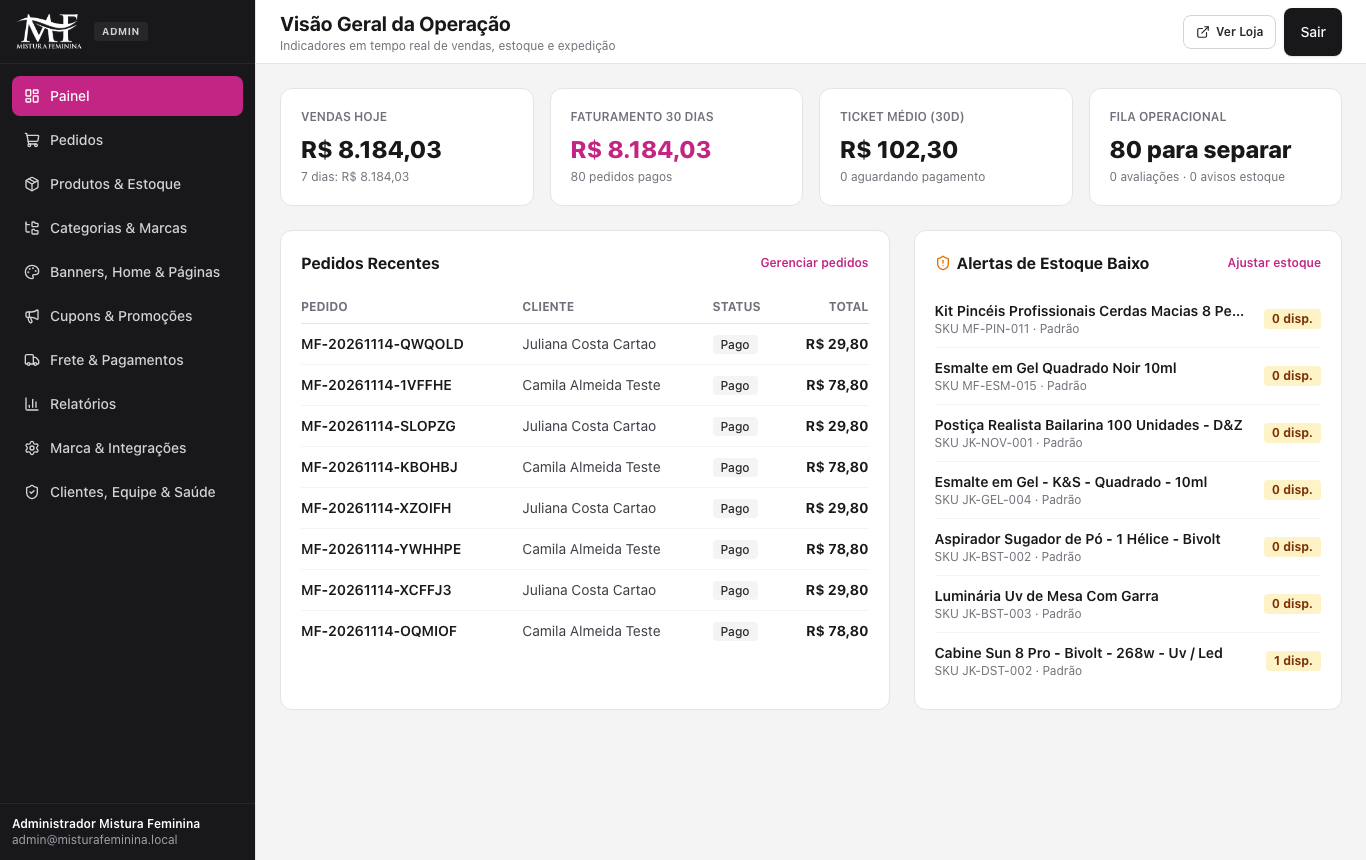 MF
MISTURA FEMININA
ADMIN
Painel
Pedidos
Produtos & Estoque
Categorias & Marcas
Banners, Home & Páginas
Cupons & Promoções
Frete & Pagamentos
Relatórios
Marca & Integrações
Clientes, Equipe & Saúde
Administrador Mistura Feminina
admin@misturafeminina.local
Visão Geral da Operação
Indicadores em tempo real de vendas, estoque e expedição
Ver Loja
Sair
VENDAS HOJE
R$ 8.184,03
7 dias: R$ 8.184,03
FATURAMENTO 30 DIAS
R$ 8.184,03
80 pedidos pagos
TICKET MÉDIO (30D)
R$ 102,30
0 aguardando pagamento
FILA OPERACIONAL
80 para separar
0 avaliações · 0 avisos estoque
Pedidos Recentes
Gerenciar pedidos
PEDIDO CLIENTE STATUS TOTAL
MF-20261114-QWQOLD Juliana Costa Cartao Pago R$ 29,80
MF-20261114-1VFFHE Camila Almeida Teste Pago R$ 78,80
MF-20261114-SLOPZG Juliana Costa Cartao Pago R$ 29,80
MF-20261114-KBOHBJ Camila Almeida Teste Pago R$ 78,80
MF-20261114-XZOIFH Juliana Costa Cartao Pago R$ 29,80
MF-20261114-YWHHPE Camila Almeida Teste Pago R$ 78,80
MF-20261114-XCFFJ3 Juliana Costa Cartao Pago R$ 29,80
MF-20261114-OQMIOF Camila Almeida Teste Pago R$ 78,80
Alertas de Estoque Baixo
Ajustar estoque
Kit Pincéis Profissionais Cerdas Macias 8 Pe...
SKU MF-PIN-011 · Padrão
0 disp.
Esmalte em Gel Quadrado Noir 10ml
SKU MF-ESM-015 · Padrão
0 disp.
Postiça Realista Bailarina 100 Unidades - D&Z
SKU JK-NOV-001 · Padrão
0 disp.
Esmalte em Gel - K&S - Quadrado - 10ml
SKU JK-GEL-004 · Padrão
0 disp.
Aspirador Sugador de Pó - 1 Hélice - Bivolt
SKU JK-BST-002 · Padrão
0 disp.
Luminária Uv de Mesa Com Garra
SKU JK-BST-003 · Padrão
0 disp.
Cabine Sun 8 Pro - Bivolt - 268w - Uv / Led
SKU JK-DST-002 · Padrão
1 disp.